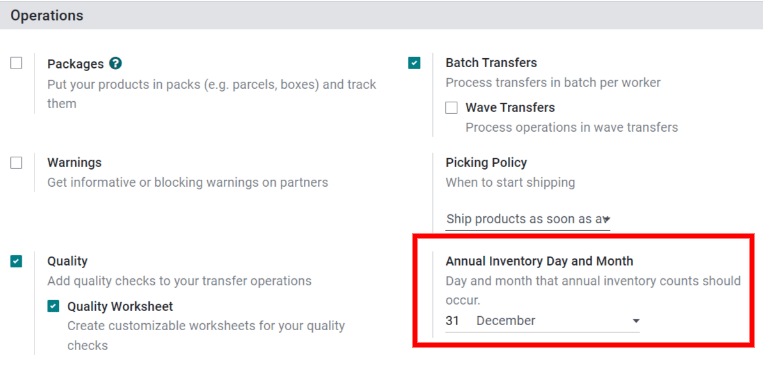 Operations
Packages
Put your products in packs (e.g. parcels, boxes) and track
them
Batch Transfers
Process transfers in batch per worker
Wave Transfers
Process operations in wave transfers
Warnings
Get informative or blocking warnings on partners
Picking Policy
When to start shipping
Ship products as soon as
Quality
Add quality checks to your transfer operations
Quality Worksheet
Create customizable worksheets for your quality
checks
Annual Inventory Day and Month
Day and month that annual inventory counts should
occur.
31 December